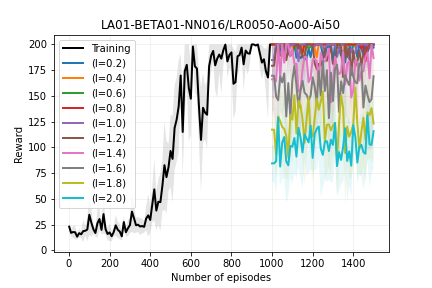 LA01-BETA01-NN016/LR0050-Ao00-Ai50
Reward
200
175
150
125
100
75
50
25
0
Training
(l=0.2)
(l=0.4)
(l=0.6)
(l=0.8)
(l=1.0)
(l=1.2)
(l=1.4)
(l=1.6)
(l=1.8)
(l=2.0)
0 200 400 600 800 1000 1200 1400
Number of episodes